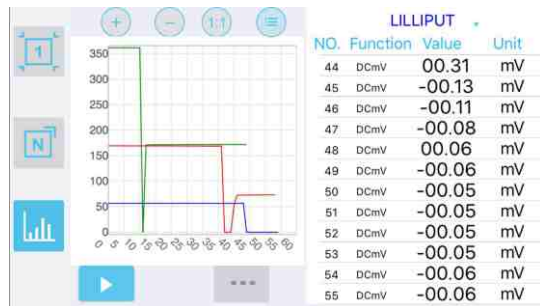 + - 1:1
1
N
350
300
250
200
150
100
50
0
0 5 10 15 20 25 30 35 40 45 50 55 60
LILLIPUT
NO. Function Value Unit
44 DCmV 00.31 mV
45 DCmV -00.13 mV
46 DCmV -00.11 mV
47 DCmV -00.08 mV
48 DCmV 00.06 mV
49 DCmV -00.06 mV
50 DCmV -00.05 mV
51 DCmV -00.05 mV
52 DCmV -00.05 mV
53 DCmV -00.05 mV
54 DCmV -00.06 mV
55 DCmV -00.06 mV